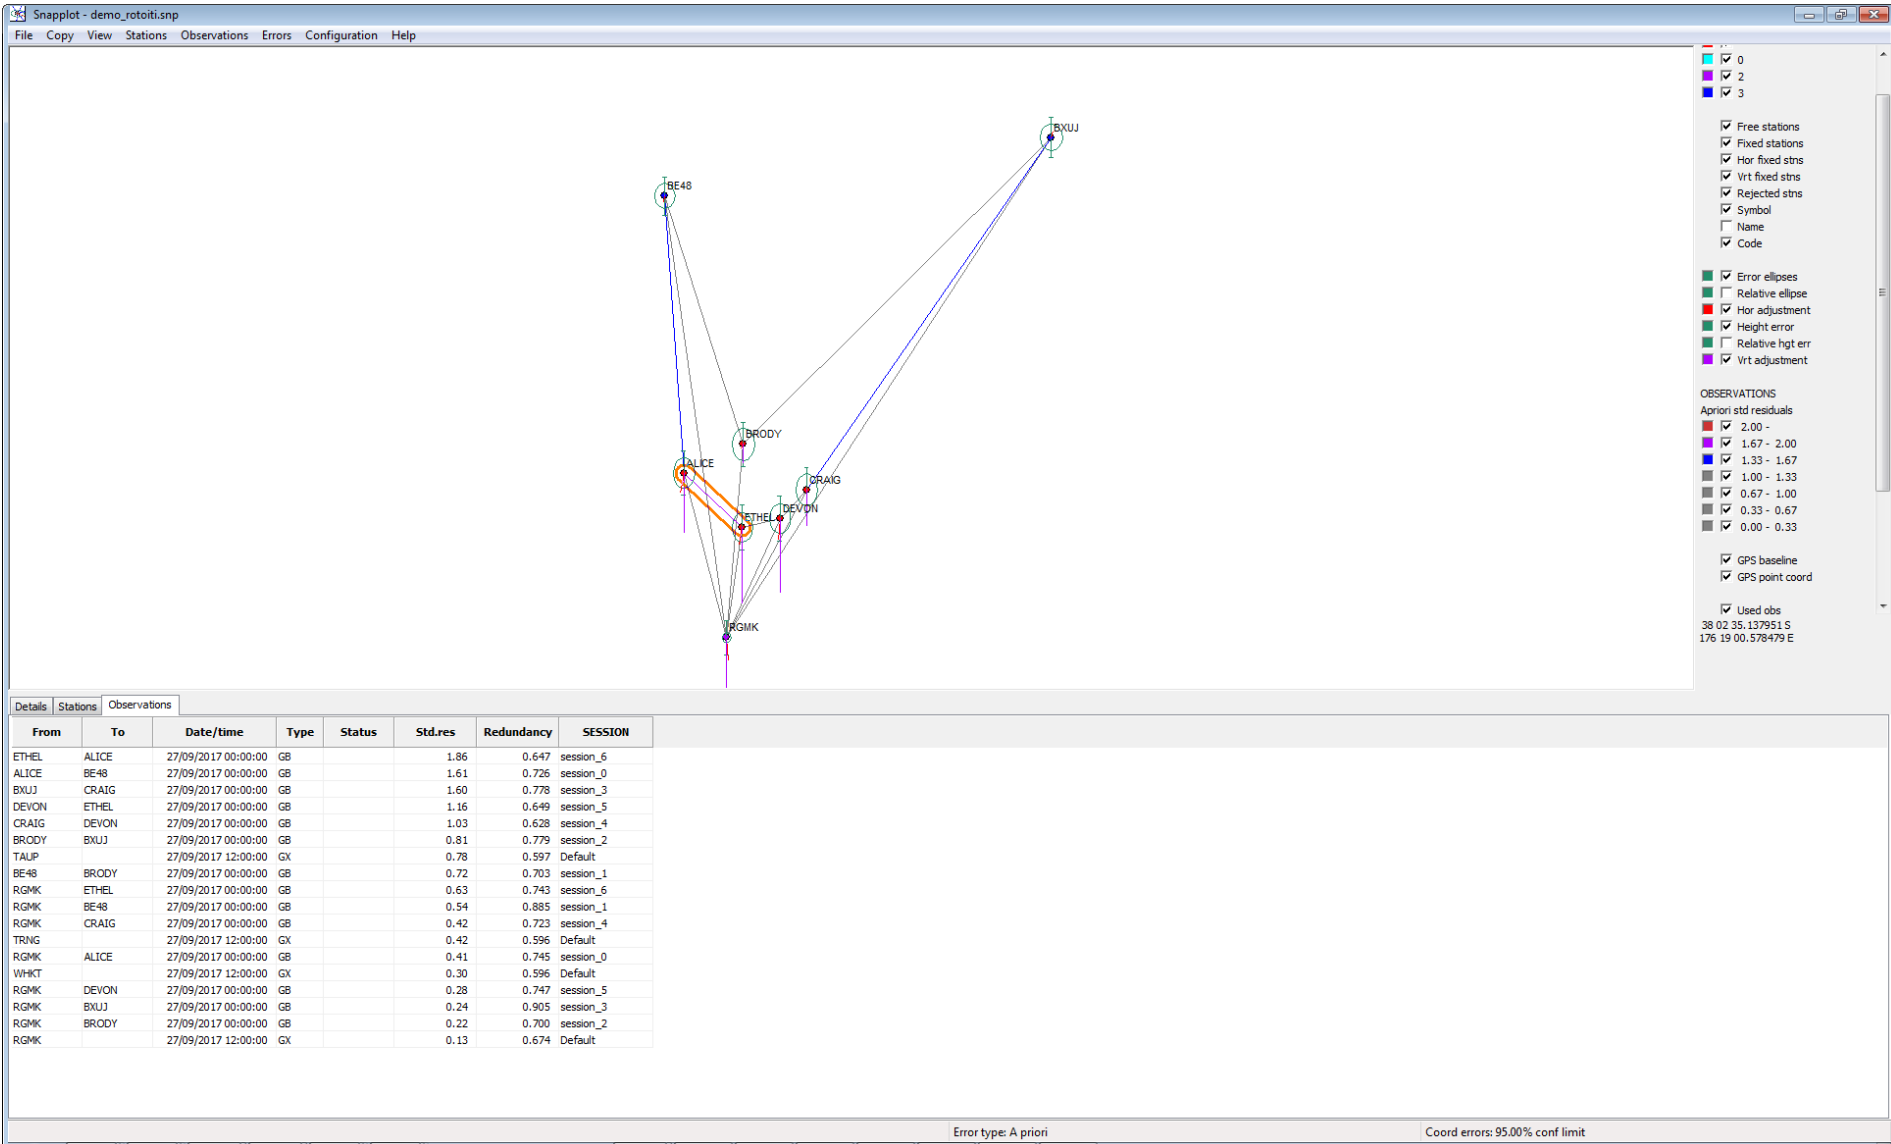 Snapplot - demo_rotoiti.snp
File Copy View Stations Observations Errors Configuration Help
0
2
3
Free stations
Fixed stations
Hor fixed stns
Vrt fixed stns
Rejected stns
Symbol
Name
Code
Error ellipses
Relative ellipse
Hor adjustment
Height error
Relative hgt err
Vrt adjustment
OBSERVATIONS
Apriori std residuals
2.00 -
1.67 - 2.00
1.33 - 1.67
1.00 - 1.33
0.67 - 1.00
0.33 - 0.67
0.00 - 0.33
GPS baseline
GPS point coord
Used obs
38 02 35.137951 S
176 19 00.578479 E
BXUJ
BE48
BRODY
ALICE
CRAIG
DEVON
ETHEL
RGMK
Details Stations Observations
From To Date/time Type Status Std.res Redundancy SESSION
ETHEL ALICE 27/09/2017 00:00:00 GB 1.86 0.647 session_6
ALICE BE48 27/09/2017 00:00:00 GB 1.61 0.726 session_0
BXUJ CRAIG 27/09/2017 00:00:00 GB 1.60 0.778 session_3
DEVON ETHEL 27/09/2017 00:00:00 GB 1.16 0.649 session_5
CRAIG DEVON 27/09/2017 00:00:00 GB 1.03 0.628 session_4
BRODY BXUJ 27/09/2017 00:00:00 GB 0.81 0.779 session_2
TAUP 27/09/2017 12:00:00 GX 0.78 0.597 Default
BE48 BRODY 27/09/2017 00:00:00 GB 0.72 0.703 session_1
RGMK ETHEL 27/09/2017 00:00:00 GB 0.63 0.743 session_6
RGMK BE48 27/09/2017 00:00:00 GB 0.54 0.885 session_1
RGMK CRAIG 27/09/2017 00:00:00 GB 0.42 0.723 session_4
TRNG 27/09/2017 12:00:00 GX 0.42 0.596 Default
RGMK ALICE 27/09/2017 00:00:00 GB 0.41 0.745 session_0
WHKT 27/09/2017 12:00:00 GX 0.30 0.596 Default
RGMK DEVON 27/09/2017 00:00:00 GB 0.28 0.747 session_5
RGMK BXUJ 27/09/2017 00:00:00 GB 0.24 0.905 session_3
RGMK BRODY 27/09/2017 00:00:00 GB 0.22 0.700 session_2
RGMK 27/09/2017 12:00:00 GX 0.13 0.674 Default
Error type: A priori
Coord errors: 95.00% conf limit